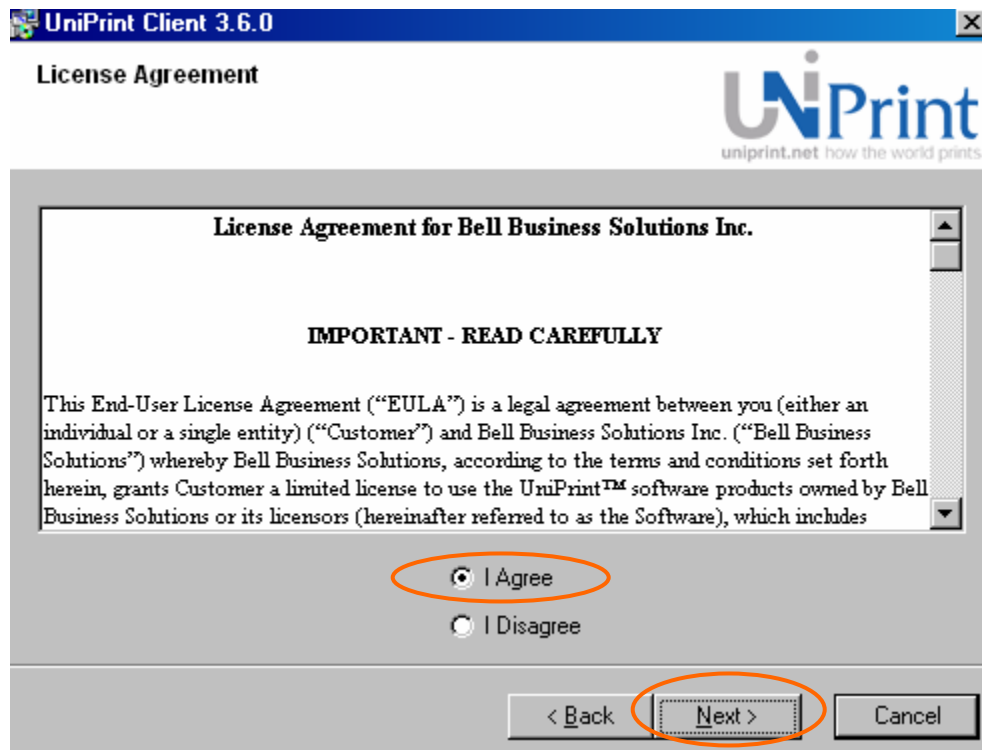 UniPrint Client 3.6.0
License Agreement
UNiPrint
uniprint.net how the world prints
License Agreement for Bell Business Solutions Inc.
IMPORTANT - READ CAREFULLY
This End-User License Agreement (“EULA”) is a legal agreement between you (either an
individual or a single entity) (“Customer”) and Bell Business Solutions Inc. (“Bell Business
Solutions”) whereby Bell Business Solutions, according to the terms and conditions set forth
herein, grants Customer a limited license to use the UniPrint™ software products owned by Bell
Business Solutions or its licensors (hereinafter referred to as the Software), which includes
I Agree
I Disagree
< Back
Next >
Cancel